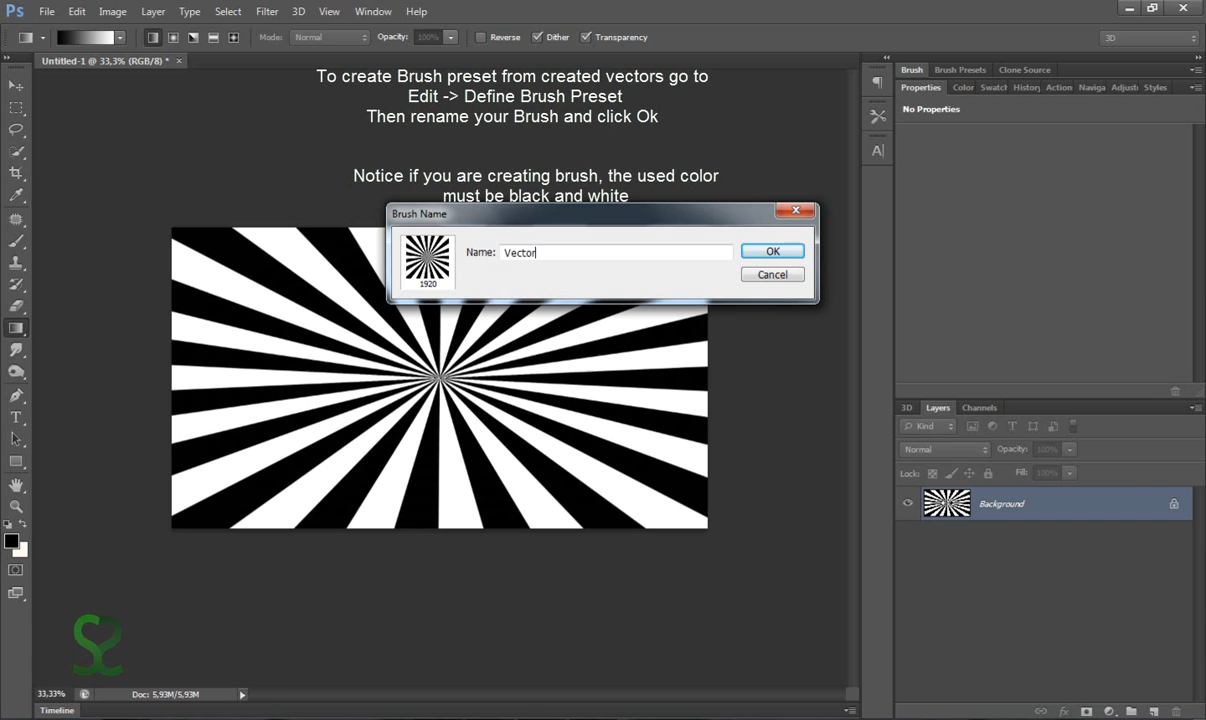 Ps File Edit Image Layer Type Select Filter 3D View Window Help
Mode: Normal Opacity: 100% Reverse Dither Transparency 3D
Untitled-1 @ 33,3% (RGB/8) * ×
To create Brush preset from created vectors go to
Edit -> Define Brush Preset
Then rename your Brush and click Ok
Notice if you are creating brush, the used color
must be black and white
Brush Name
Name: Vector OK
Cancel
1920
Brush Brush Presets Clone Source
Properties Color Swatch History Action Naviga Adjusti Styles
No Properties
3D Layers Channels
Kind
Normal Opacity: 100%
Lock: Fill: 100%
Background
33,33% Doc: 5,93M/5,93M
Timeline